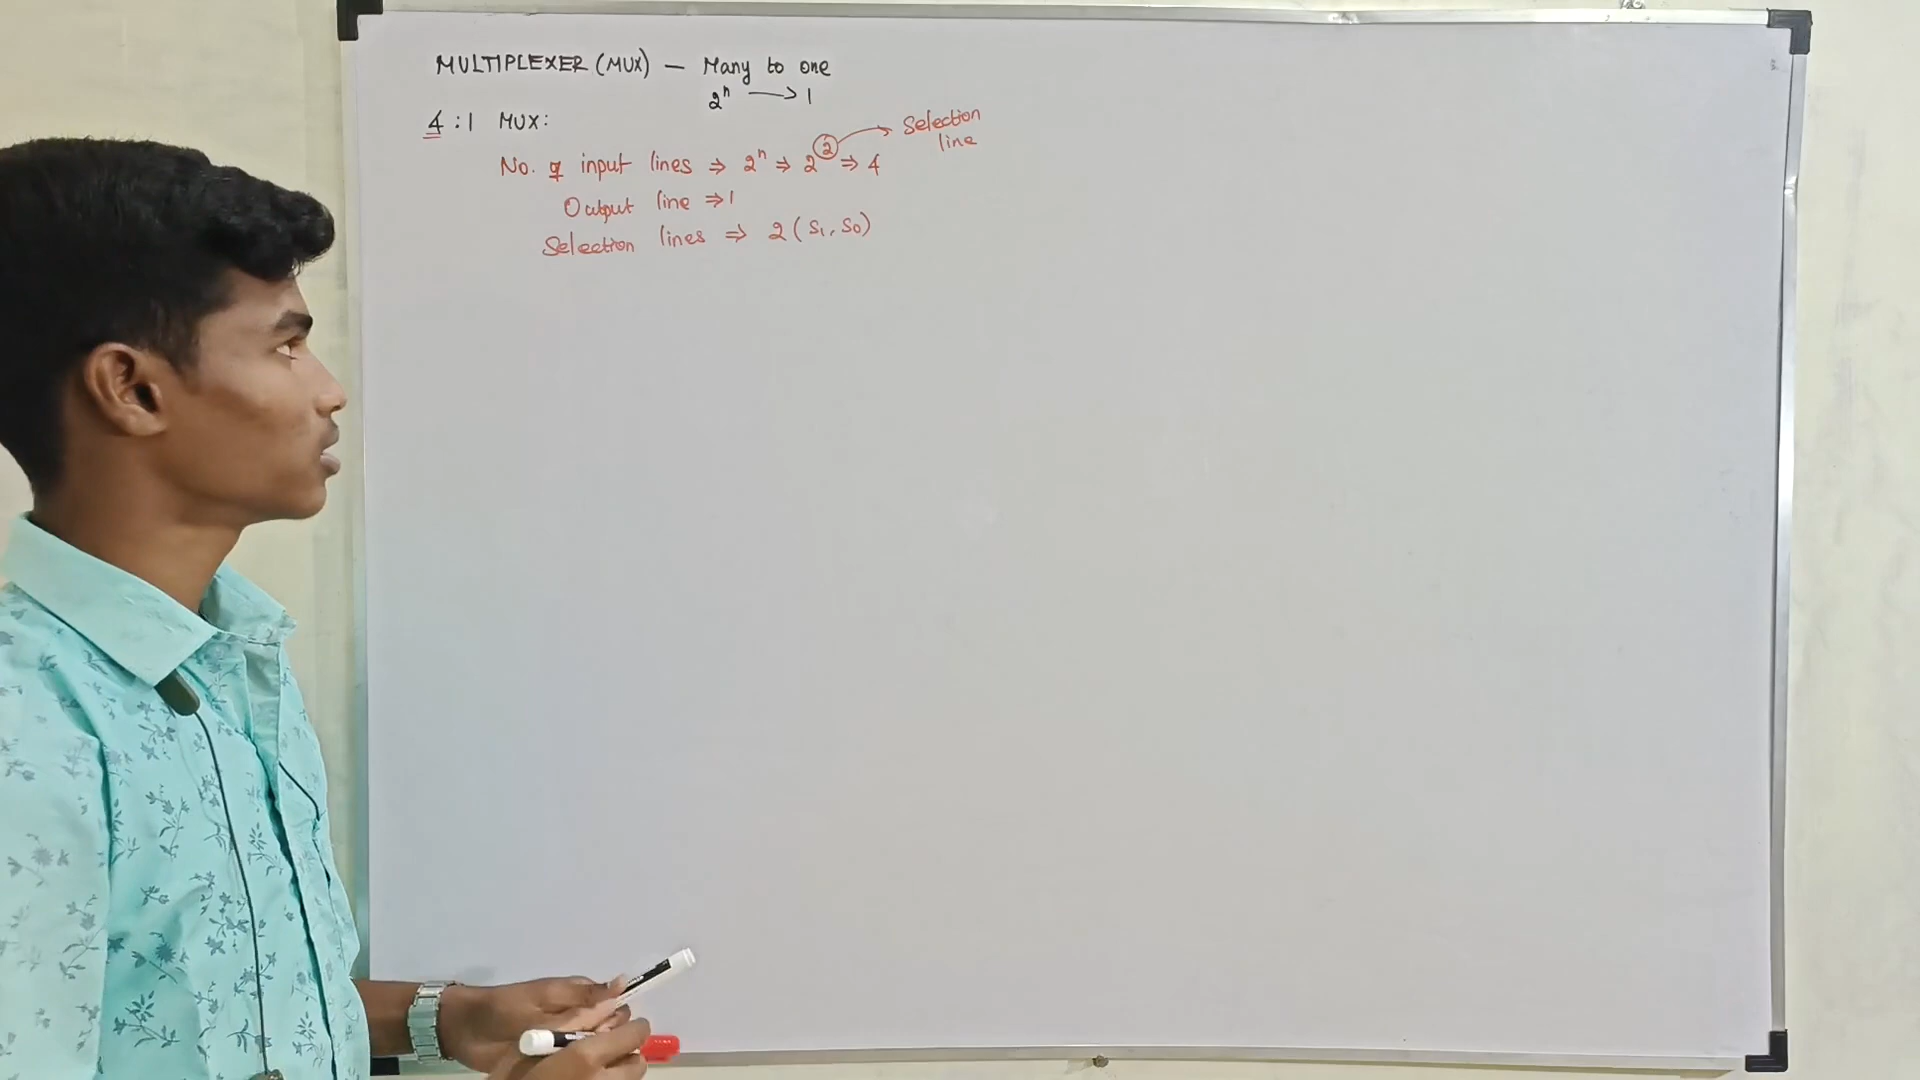 MULTIPLEXER (MUX) — Many to one
2ⁿ ⟶ 1
4 : 1 MUX:
No. of input lines ⇒ 2ⁿ ⇒ 2² ⇒ 4 → Selection line
Output line ⇒ 1
Selection lines ⇒ 2 (S₁, S₀)